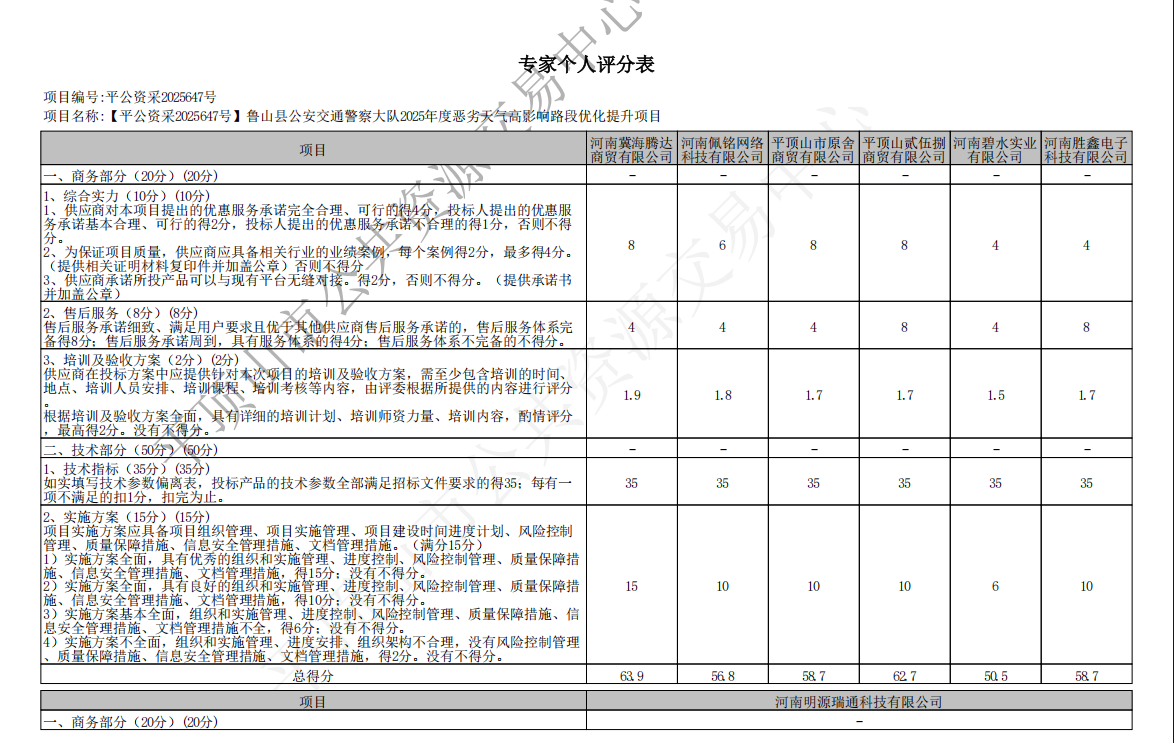 专家个人评分表
项目编号:平公资采2025647号
项目名称:【平公资采2025647号】鲁山县公安交通警察大队2025年度恶劣天气高影响路段优化提升项目
项目 河南冀海腾达商贸有限公司 河南佩铭网络科技有限公司 平顶山市原舍商贸有限公司 平顶山贰伍捌商贸有限公司 河南碧水实业有限公司 河南胜鑫电子科技有限公司
一、商务部分（20分）(20分) － － － － － －
1、综合实力（10分）(10分)
1、供应商对本项目提出的优惠服务承诺完全合理、可行的得4分，投标人提出的优惠服
务承诺基本合理、可行的得2分，投标人提出的优惠服务承诺不合理的得1分，否则不得
分。
2、为保证项目质量，供应商应具备相关行业的业绩案例，每个案例得2分，最多得4分。
（提供相关证明材料复印件并加盖公章）否则不得分。
3、供应商承诺所投产品可以与现有平台无缝对接。得2分，否则不得分。（提供承诺书
并加盖公章）
8 6 8 8 4 4
2、售后服务（8分）(8分)
售后服务承诺细致、满足用户要求且优于其他供应商售后服务承诺的，售后服务体系完
备得8分；售后服务承诺周到，具有服务体系的得4分；售后服务体系不完备的不得分。
4 4 4 8 4 8
3、培训及验收方案（2分）(2分)
供应商在投标方案中应提供针对本次项目的培训及验收方案，需至少包含培训的时间、
地点、培训人员安排、培训课程、培训考核等内容，由评委根据所提供的内容进行评分
。
根据培训及验收方案全面，具有详细的培训计划、培训师资力量、培训内容，酌情评分
，最高得2分。没有不得分。
1.9 1.8 1.7 1.7 1.5 1.7
二、技术部分（50分）(50分) － － － － － －
1、技术指标（35分）(35分)
如实填写技术参数偏离表，投标产品的技术参数全部满足招标文件要求的得35；每有一
项不满足的扣1分，扣完为止。
35 35 35 35 35 35
2、实施方案（15分）(15分)
项目实施方案应具备项目组织管理、项目实施管理、项目建设时间进度计划、风险控制
管理、质量保障措施、信息安全管理措施、文档管理措施。（满分15分）
1）实施方案全面，具有优秀的组织和实施管理、进度控制、风险控制管理、质量保障措
施、信息安全管理措施、文档管理措施，得15分；没有不得分。
2）实施方案全面，具有良好的组织和实施管理、进度控制、风险控制管理、质量保障措
施、信息安全管理措施、文档管理措施，得10分；没有不得分。
3）实施方案基本全面，组织和实施管理、进度控制、风险控制管理、质量保障措施、信
息安全管理措施、文档管理措施不全，得6分；没有不得分。
4）实施方案不全面，组织和实施管理、进度安排、组织架构不合理，没有风险控制管理
、质量保障措施、信息安全管理措施、文档管理措施，得2分。没有不得分。
15 10 10 10 6 10
总得分 63.9 56.8 58.7 62.7 50.5 58.7
项目 河南明源瑞通科技有限公司
一、商务部分（20分）(20分) －
平顶山市公共资源交易中心
平顶山市公共资源交易中心